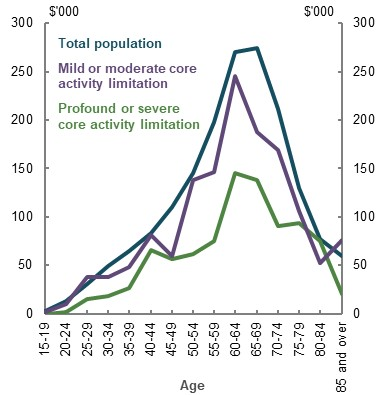 $'000 $'000
300 300
Total population
Mild or moderate core
activity limitation
250 250
Profound or severe
core activity limitation
200 200
150 150
100 100
50 50
0 0
15-19 20-24 25-29 30-34 35-39 40-44 45-49 50-54 55-59 60-64 65-69 70-74 75-79 80-84 85 and over
Age